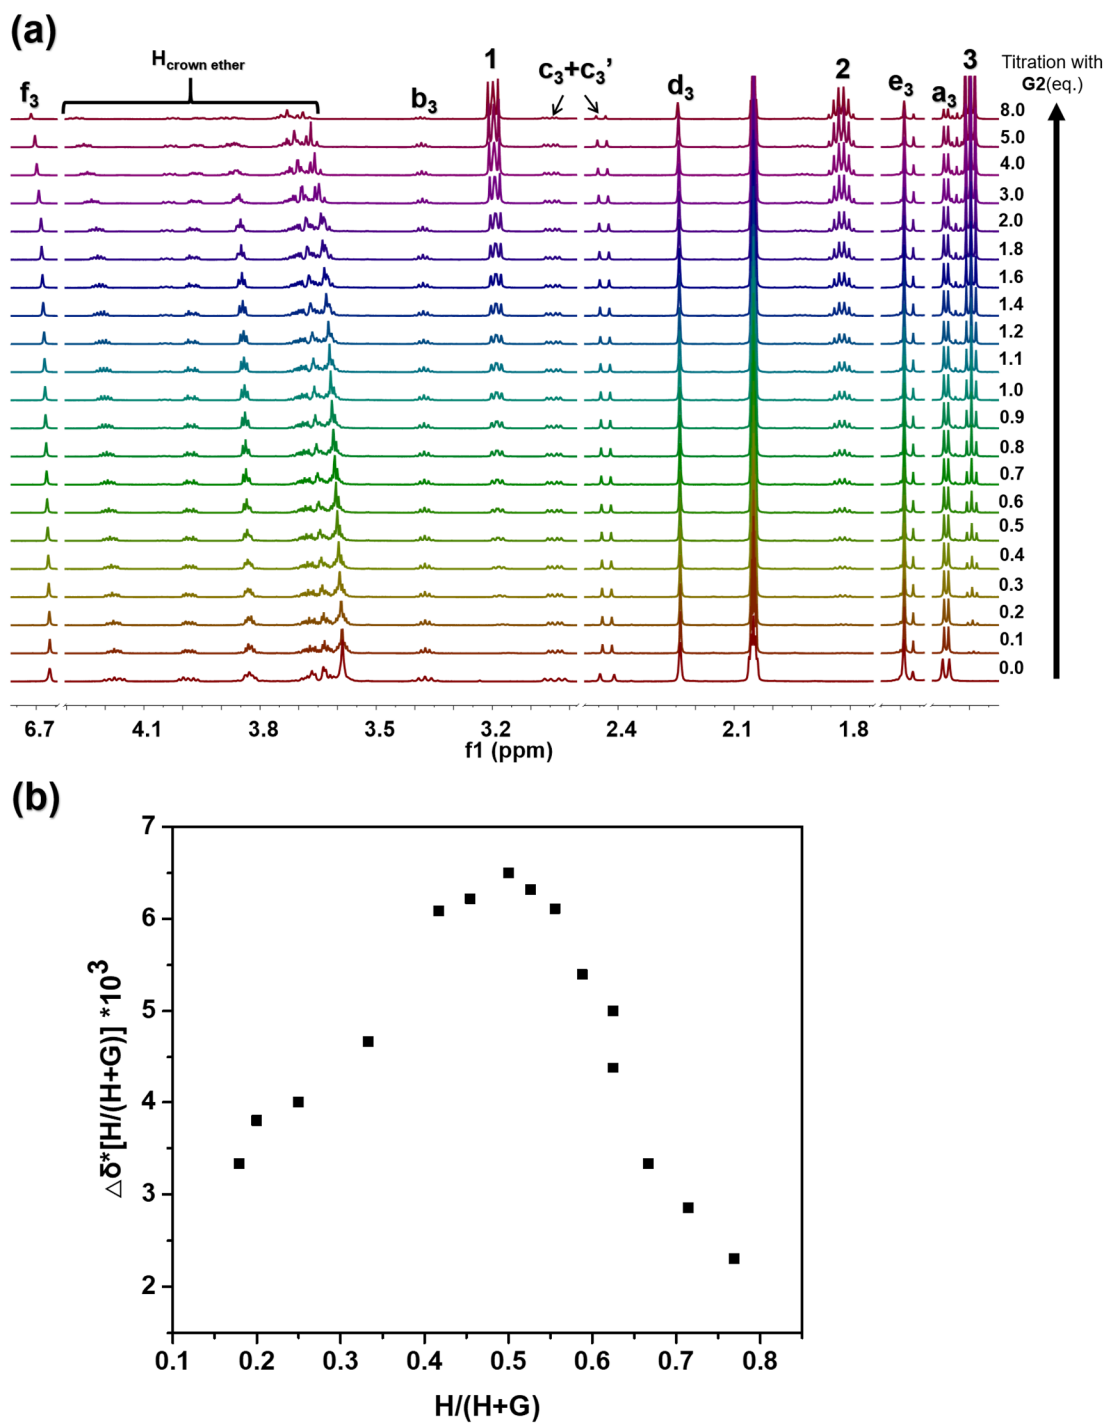 (a)
H crown ether
f3
b3
1
c3+c3’
d3
2
e3
a3
3
Titration with
G2(eq.)
8.0
5.0
4.0
3.0
2.0
1.8
1.6
1.4
1.2
1.1
1.0
0.9
0.8
0.7
0.6
0.5
0.4
0.3
0.2
0.1
0.0
6.7 4.1 3.8 3.5 3.2 2.4 2.1 1.8
f1 (ppm)
(b)
7
6
5
4
3
2
△δ*[H/(H+G)] *10^3
0.1 0.2 0.3 0.4 0.5 0.6 0.7 0.8
H/(H+G)